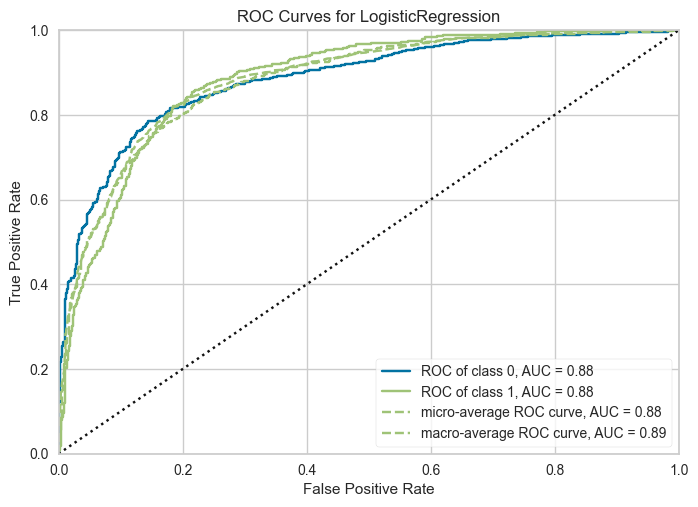 ROC Curves for LogisticRegression
1.0
0.8
0.6
0.4
0.2
0.0
True Positive Rate
ROC of class 0, AUC = 0.88
ROC of class 1, AUC = 0.88
micro-average ROC curve, AUC = 0.88
macro-average ROC curve, AUC = 0.89
0.0 0.2 0.4 0.6 0.8 1.0
False Positive Rate